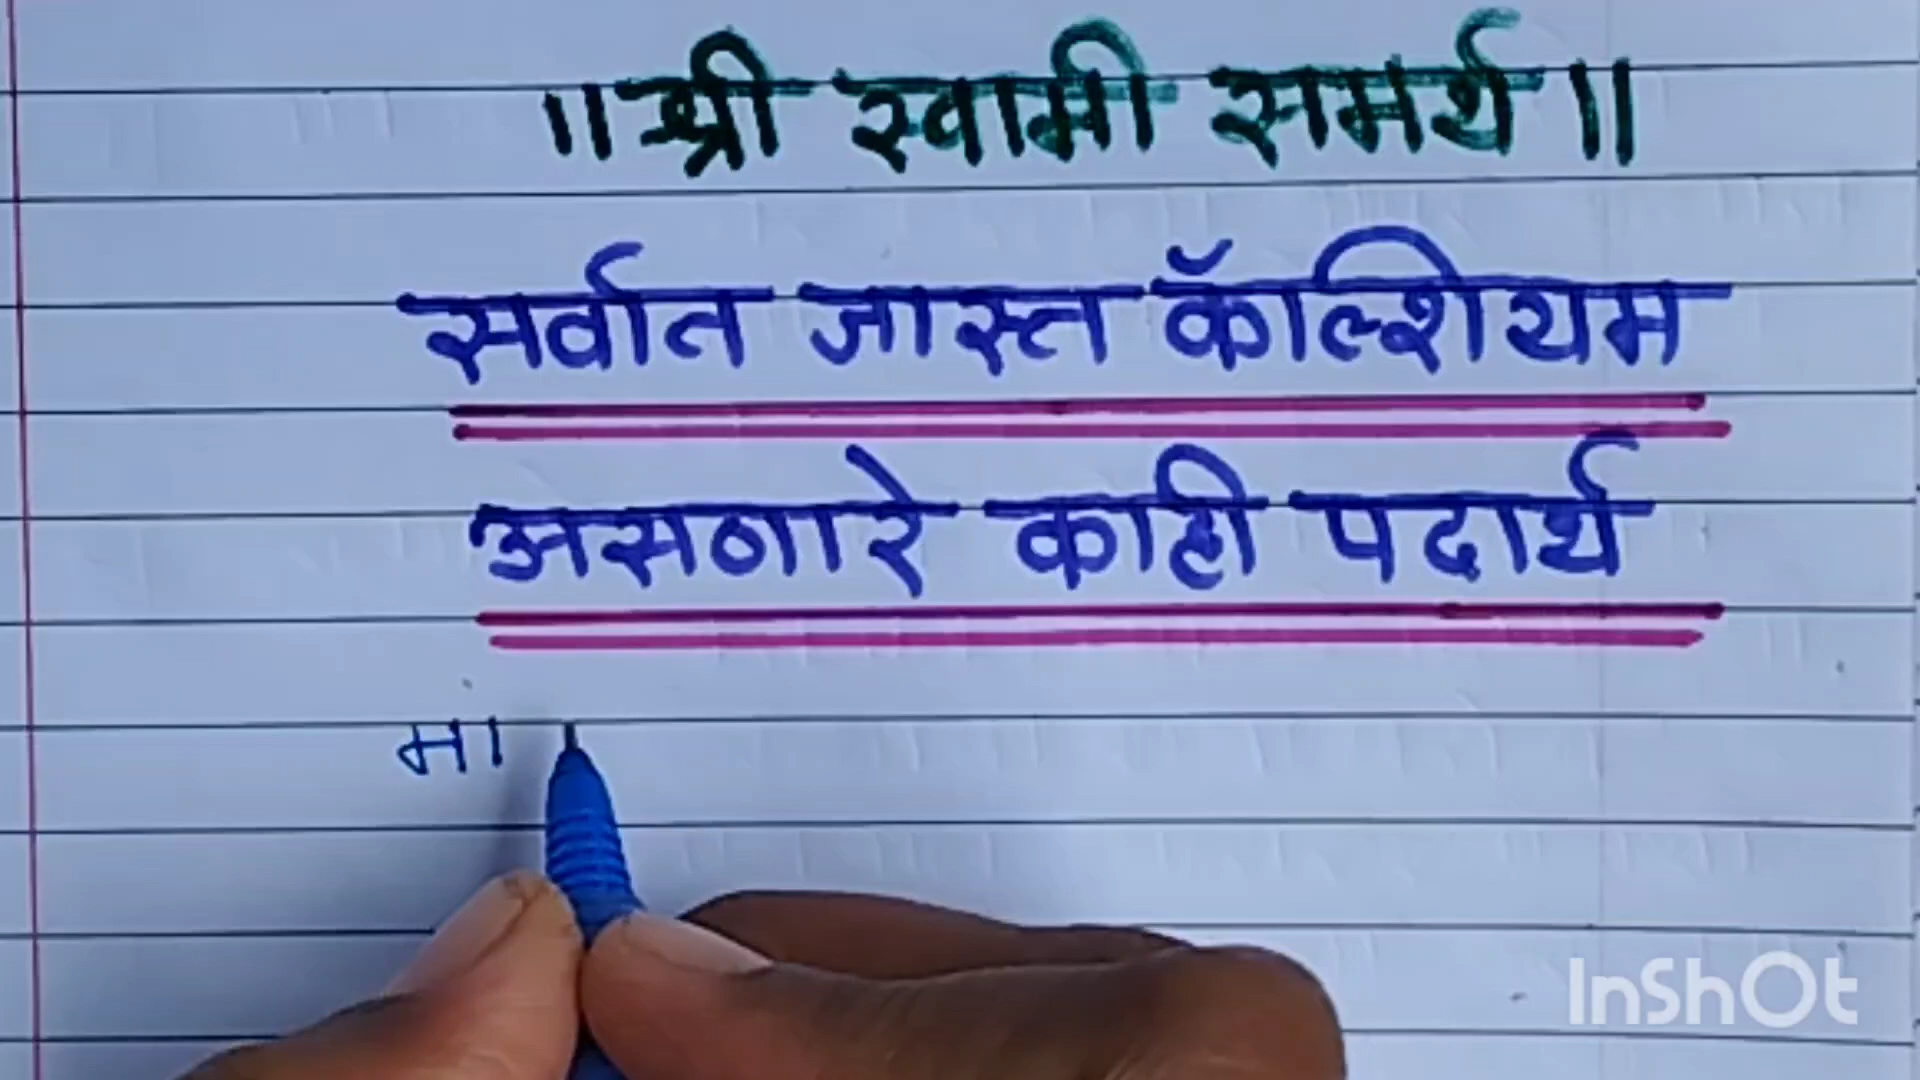 ॥ श्री स्वामी समर्थ ॥
सर्वात जास्त कॅल्शियम
असणारे काही पदार्थ
मा
InShOt